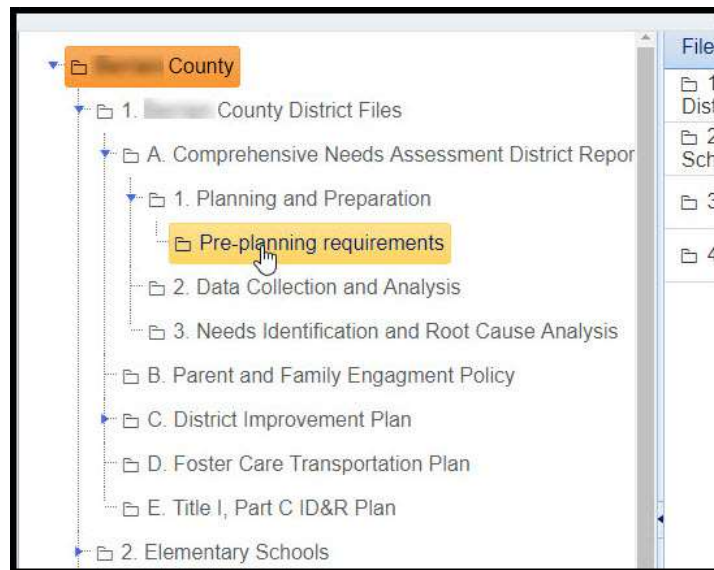 County
1. County District Files
A. Comprehensive Needs Assessment District Repor
1. Planning and Preparation
Pre-planning requirements
2. Data Collection and Analysis
3. Needs Identification and Root Cause Analysis
B. Parent and Family Engagment Policy
C. District Improvement Plan
D. Foster Care Transportation Plan
E. Title I, Part C ID&R Plan
2. Elementary Schools
File
1
Dist
2
Sch
3
4